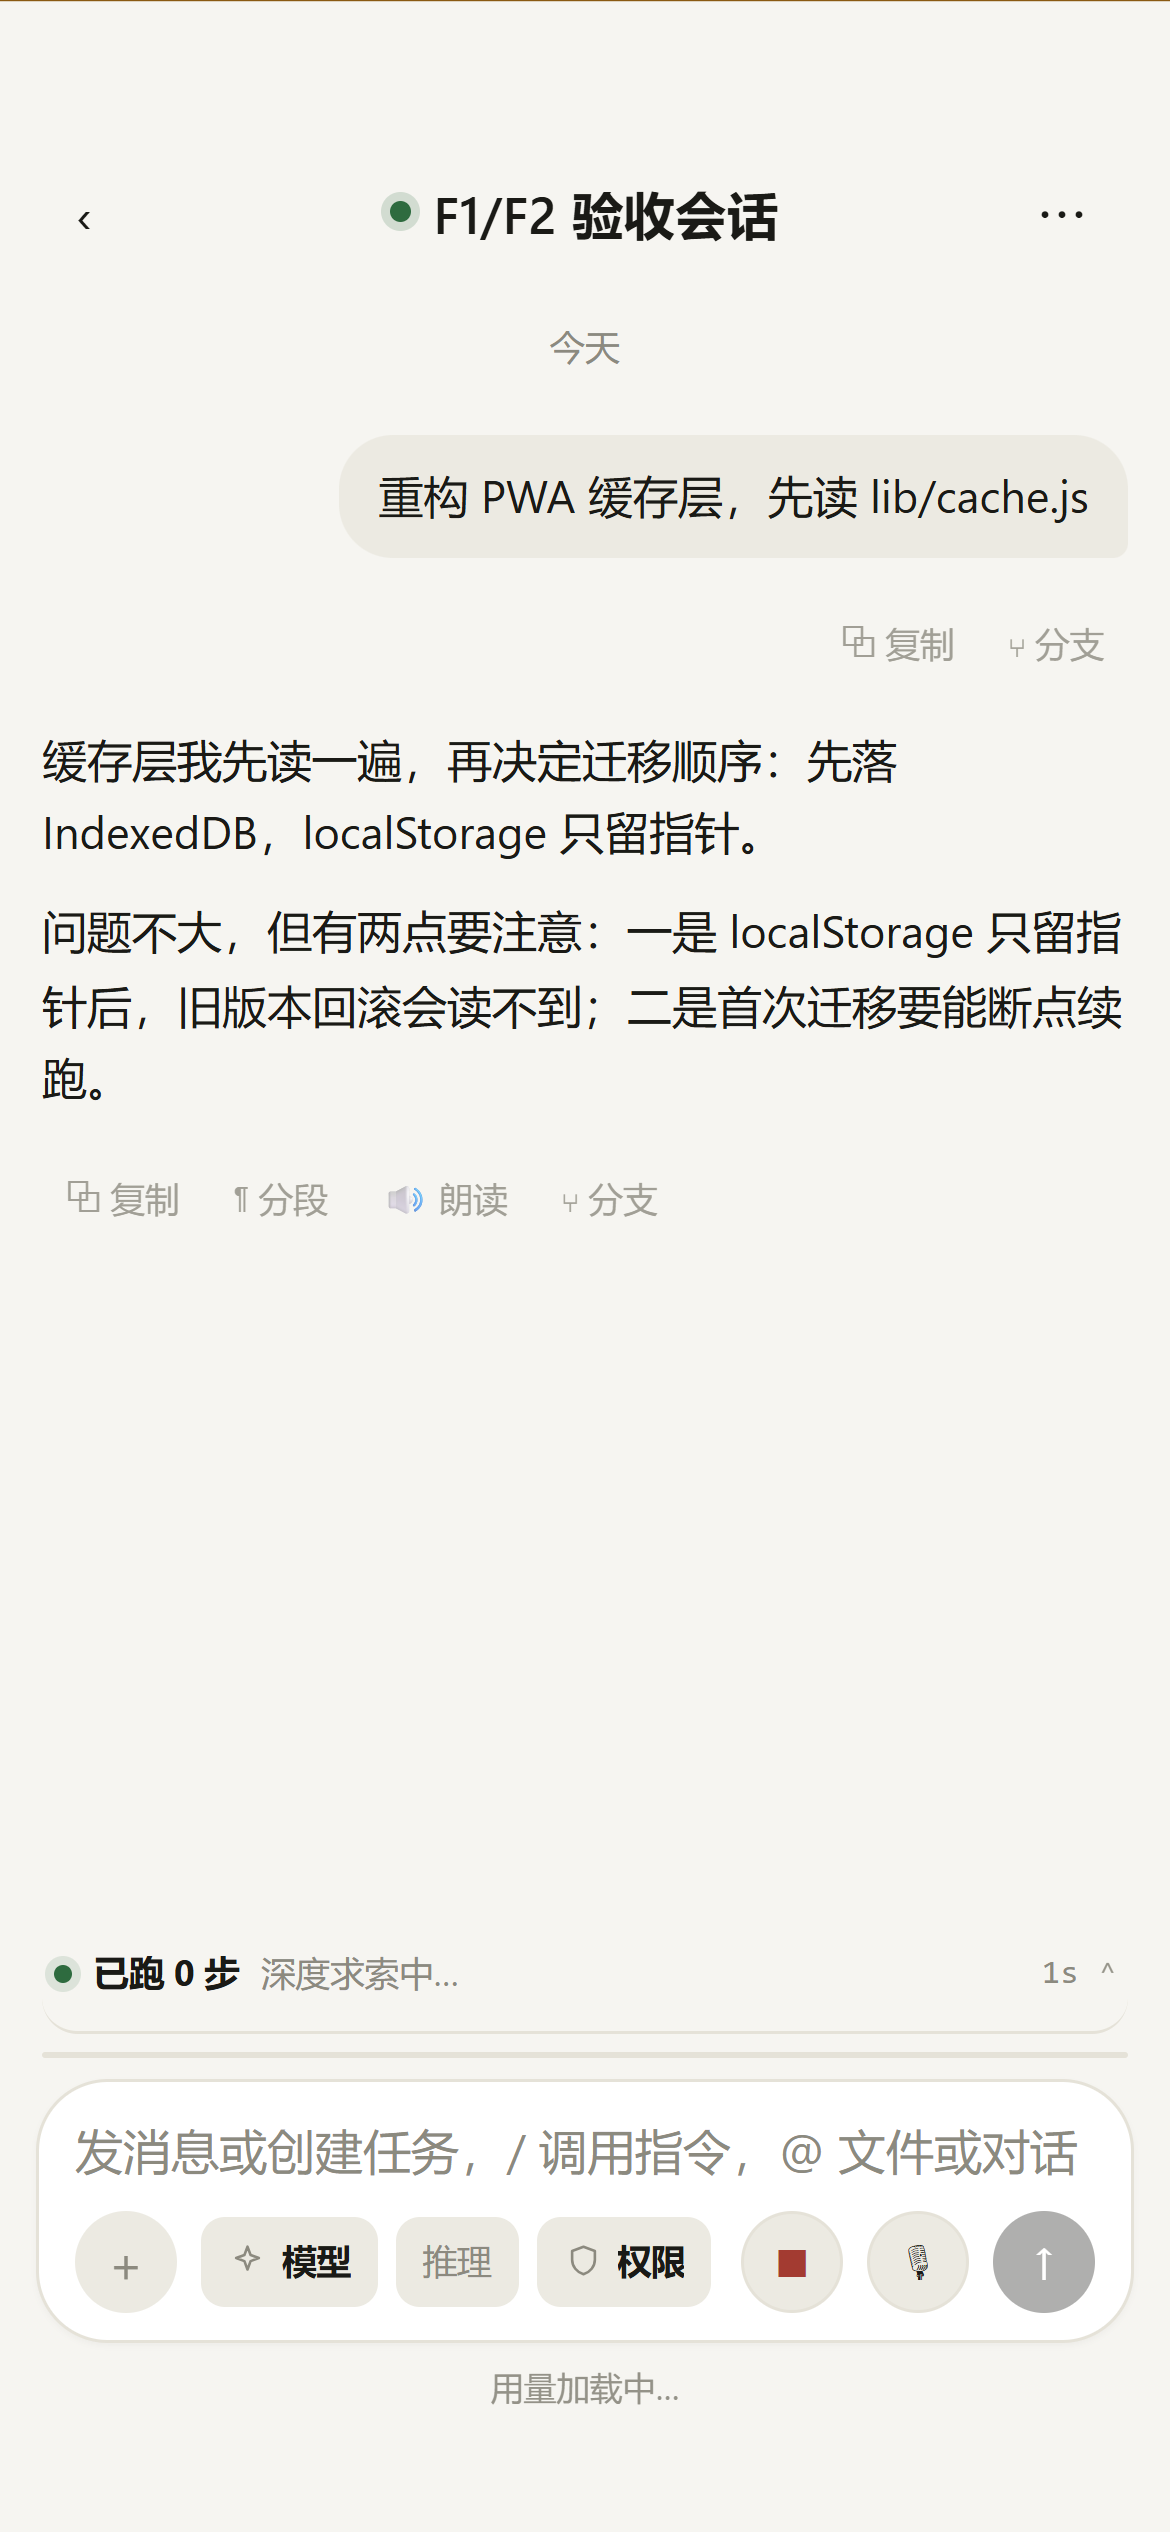 F1/F2 验收会话
今天
重构 PWA 缓存层，先读 lib/cache.js
复制 分支
缓存层我先读一遍，再决定迁移顺序：先落
IndexedDB，localStorage 只留指针。
问题不大，但有两点要注意：一是 localStorage 只留指
针后，旧版本回滚会读不到；二是首次迁移要能断点续
跑。
复制 ¶ 分段 朗读 分支
已跑 0 步 深度求索中... 1s ^
发消息或创建任务，/ 调用指令，@ 文件或对话
+ 模型 推理 权限 ↑
用量加载中...